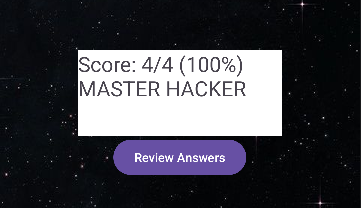 Score: 4/4 (100%)
MASTER HACKER
Review Answers